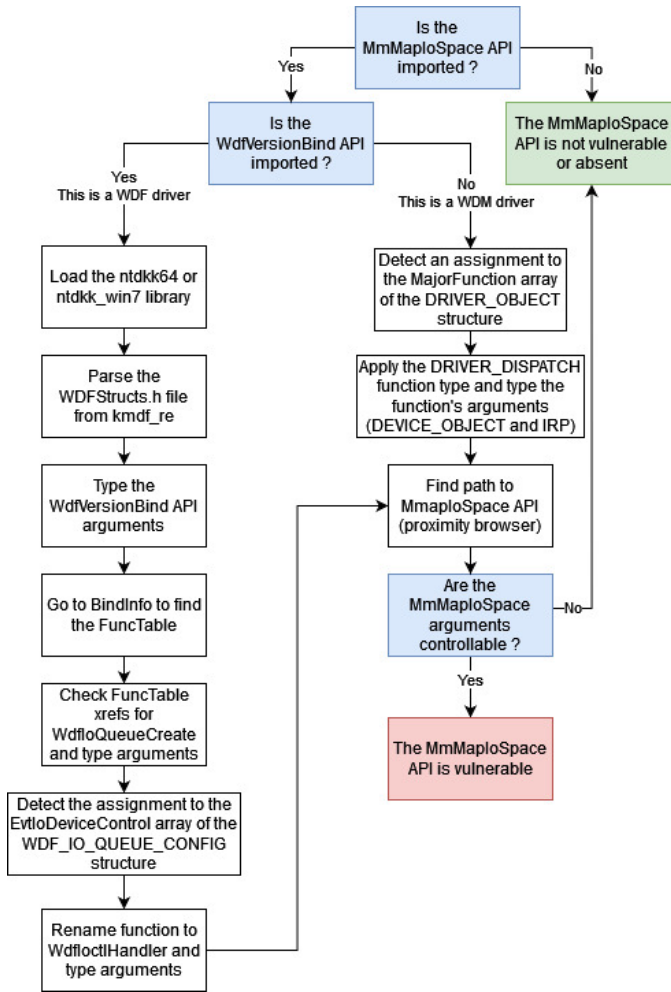 Is the
MmMapIoSpace API
imported ?
Yes
No
Is the
WdfVersionBind API
imported ?
The MmMapIoSpace
API is not vulnerable
or absent
Yes
This is a WDF driver
No
This is a WDM driver
Load the ntdkk64 or
ntdkk_win7 library
Parse the
WDFStructs.h file
from kmdf_re
Type the
WdfVersionBind API
arguments
Go to BindInfo to find
the FuncTable
Check FuncTable
xrefs for
WdfIoQueueCreate
and type arguments
Detect the assignment to the
EvtIoDeviceControl array of the
WDF_IO_QUEUE_CONFIG
structure
Rename function to
WdfIoctlHandler and
type arguments
Detect an assignment to
the MajorFunction array
of the DRIVER_OBJECT
structure
Apply the DRIVER_DISPATCH
function type and type the
function's arguments
(DEVICE_OBJECT and IRP)
Find path to
MmapIoSpace API
(proximity browser)
Are the
MmMapIoSpace
arguments
controllable ?
No
Yes
The MmMapIoSpace
API is vulnerable